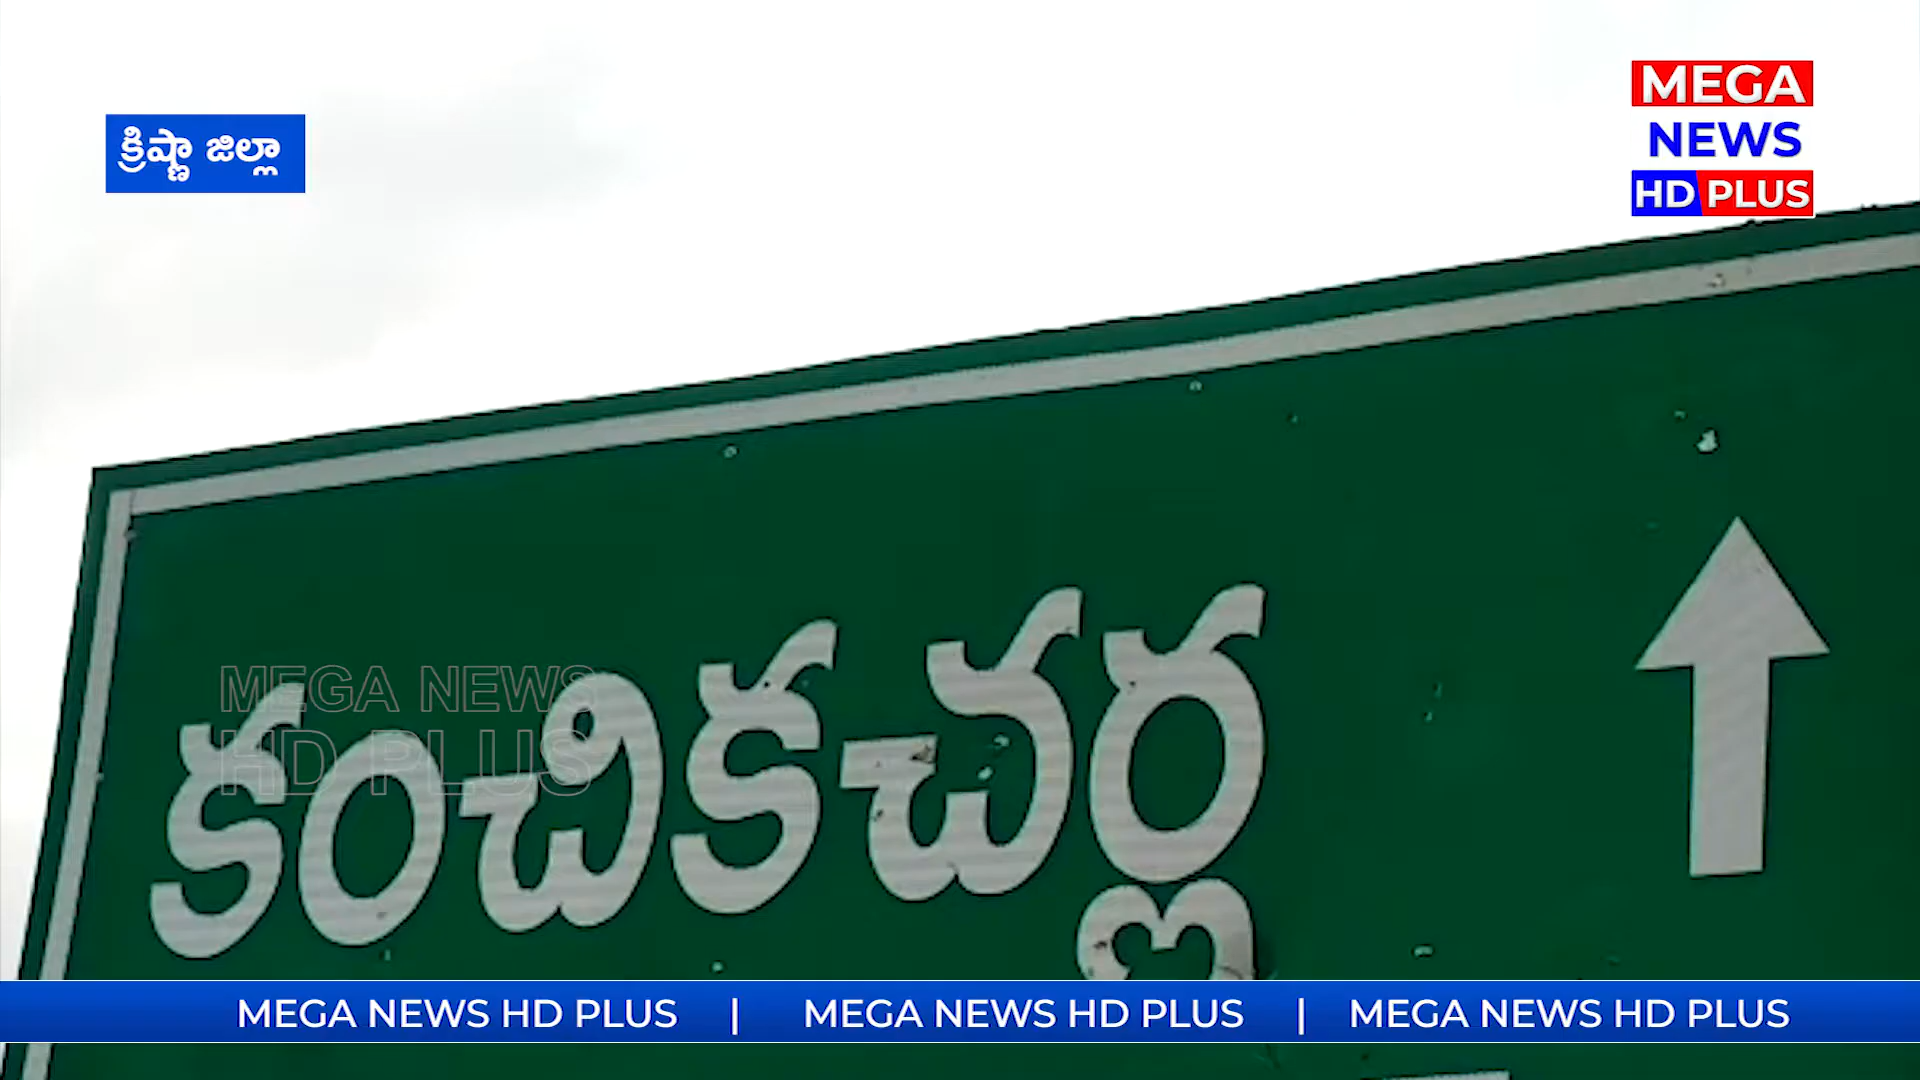 క్రిష్ణా జిల్లా
MEGA
NEWS
HD PLUS
MEGA NEWS
HD PLUS
కంచికచర్ల
MEGA NEWS HD PLUS | MEGA NEWS HD PLUS | MEGA NEWS HD PLUS